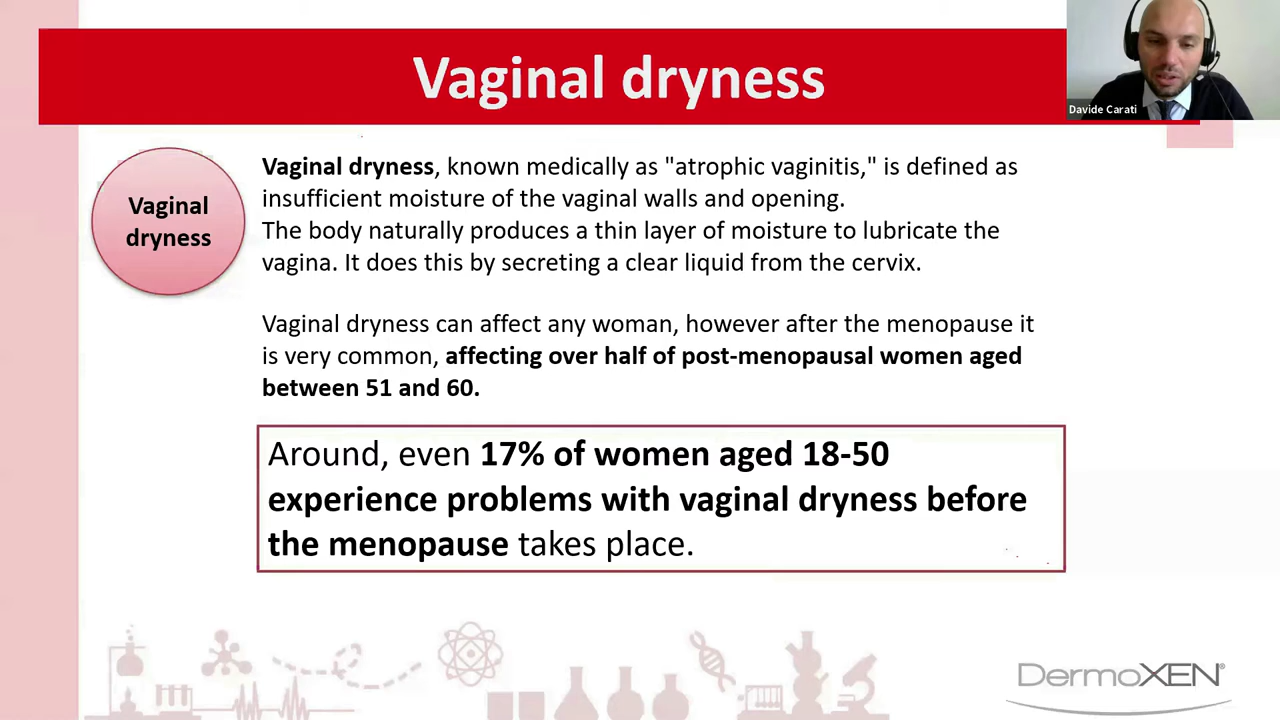 Vaginal dryness
Davide Carati
Vaginal
dryness
Vaginal dryness, known medically as "atrophic vaginitis," is defined as
insufficient moisture of the vaginal walls and opening.
The body naturally produces a thin layer of moisture to lubricate the
vagina. It does this by secreting a clear liquid from the cervix.
Vaginal dryness can affect any woman, however after the menopause it
is very common, affecting over half of post-menopausal women aged
between 51 and 60.
Around, even 17% of women aged 18-50
experience problems with vaginal dryness before
the menopause takes place.
DermoXEN®